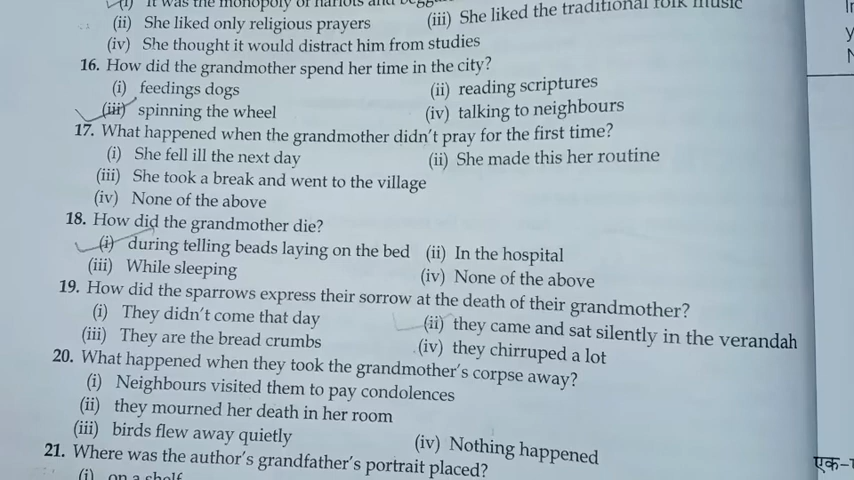 (i) It was the monopoly of harlots and
(ii) She liked only religious prayers (iii) She liked the traditional folk music
(iv) She thought it would distract him from studies
16. How did the grandmother spend her time in the city?
(i) feedings dogs (ii) reading scriptures
(iii) spinning the wheel (iv) talking to neighbours
17. What happened when the grandmother didn't pray for the first time?
(i) She fell ill the next day (ii) She made this her routine
(iii) She took a break and went to the village
(iv) None of the above
18. How did the grandmother die?
(i) during telling beads laying on the bed (ii) In the hospital
(iii) While sleeping (iv) None of the above
19. How did the sparrows express their sorrow at the death of their grandmother?
(i) They didn't come that day (ii) they came and sat silently in the verandah
(iii) They are the bread crumbs (iv) they chirruped a lot
20. What happened when they took the grandmother's corpse away?
(i) Neighbours visited them to pay condolences
(ii) they mourned her death in her room
(iii) birds flew away quietly (iv) Nothing happened
21. Where was the author's grandfather's portrait placed?
(i) on a shelf